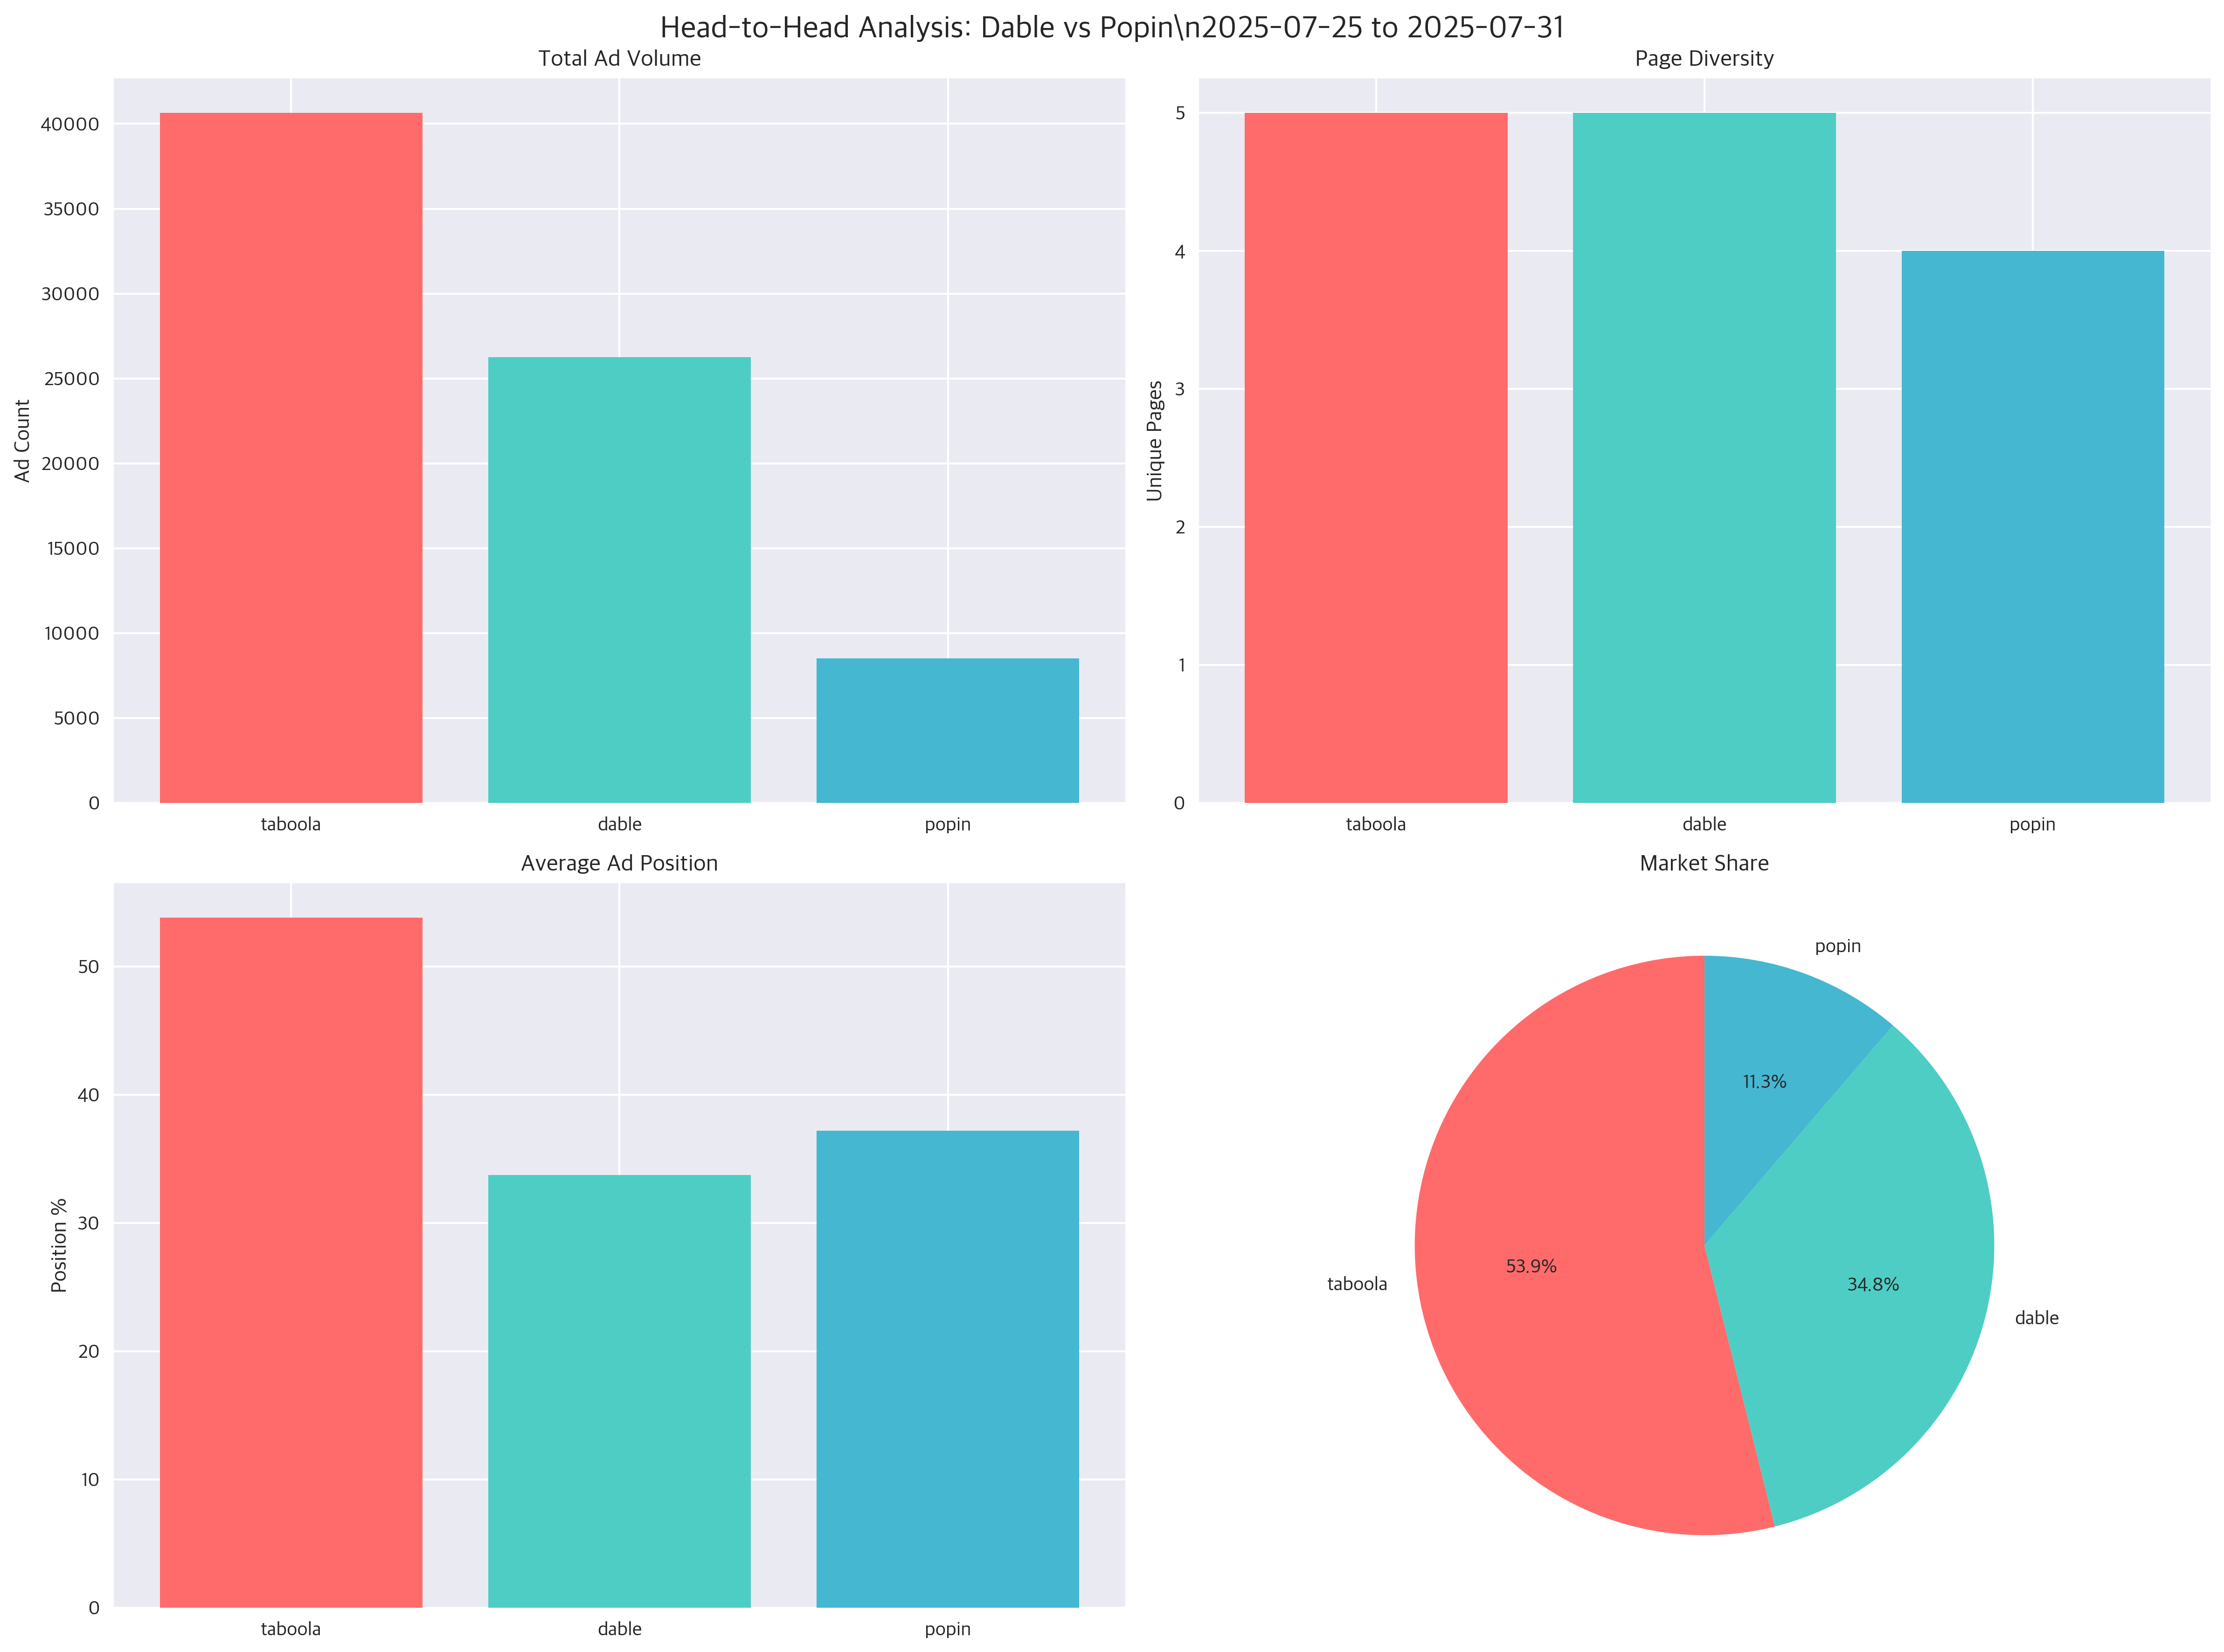 Head-to-Head Analysis: Dable vs Popin\n2025-07-25 to 2025-07-31
Total Ad Volume
Ad Count
40000
35000
30000
25000
20000
15000
10000
5000
0
taboola dable popin
Page Diversity
Unique Pages
5
4
3
2
1
0
taboola dable popin
Average Ad Position
Position %
50
40
30
20
10
0
taboola dable popin
Market Share
popin
11.3%
53.9%
taboola
34.8%
dable